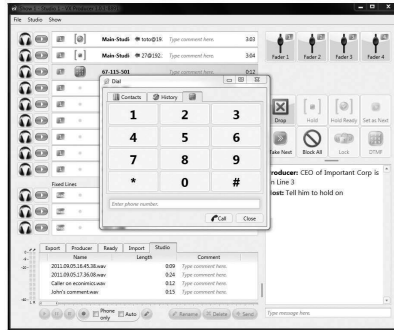 File Studio Show
Main-Studi toto@19. Type comment here. 3:03
Main-Studi 27@192. Type comment here. 3:04
67-115-501 0:12
Fader 1 Fader 2 Fader 3 Fader 4
Dial
Contacts History
1 2 3
4 5 6
7 8 9
* 0 #
Enter phone number.
Call Close
Drop Hold Hold Ready Set as Next
Take Next Block All Lock DTMF
Producer: CEO of Important Corp is
on Line 3
Host: Tell him to hold on
Fixed Lines
Export Producer Ready Import Studio
Name Length Comment
2011.09.05.16.45.38.wav 0:09 Type comment here.
2011.09.05.17.36.08.wav 0:24 Type comment here.
Caller on econimics.wav 0:12 Type comment here.
John's comment.wav 0:15 Type comment here.
Phone only Auto Rename Delete Send
Type message here.